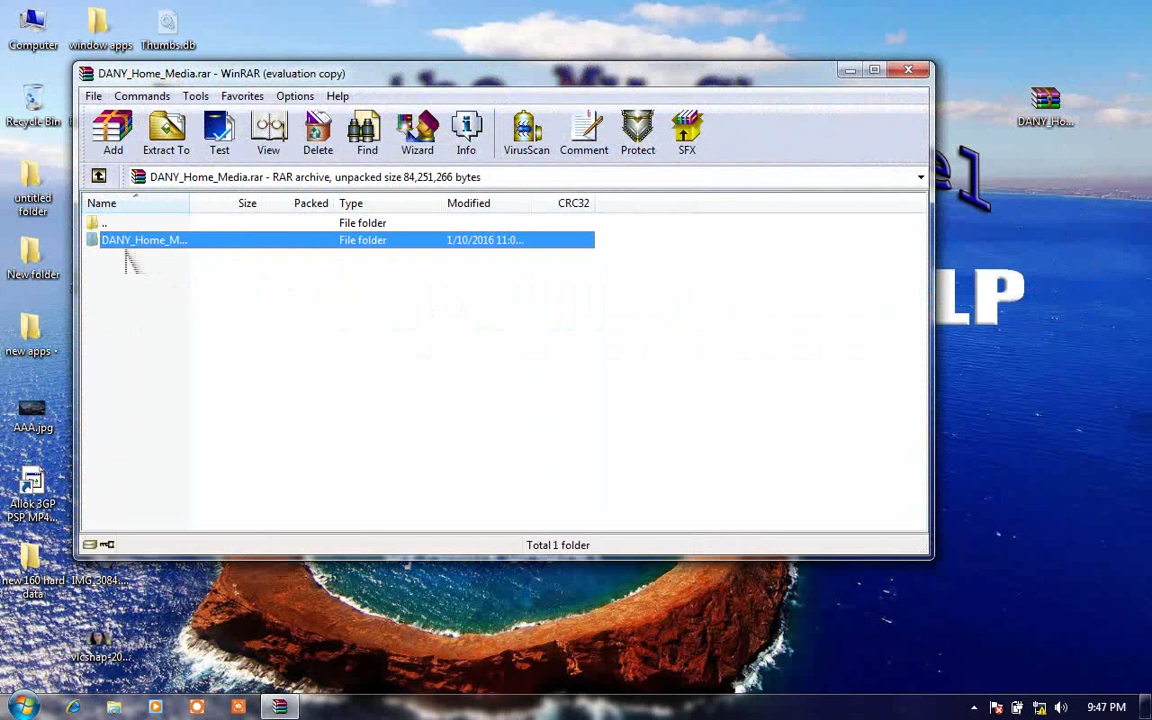 Computer
window apps
Thumbs.db
DANY_Home_Media.rar - WinRAR (evaluation copy)
File Commands Tools Favorites Options Help
Add Extract To Test View Delete Find Wizard Info VirusScan Comment Protect SFX
DANY_Home_Media.rar - RAR archive, unpacked size 84,251,266 bytes
Name Size Packed Type Modified CRC32
.. File folder
DANY_Home_M... File folder 1/10/2016 11:0...
Total 1 folder
Recycle Bin
untitled
folder
New folder
new apps
AAA.jpg
Allok 3GP
PSP MP4...
new 160 hard
data
IMG_3084....
vlcsnap-20...
DANY_Ho...
el
LP
9:47 PM